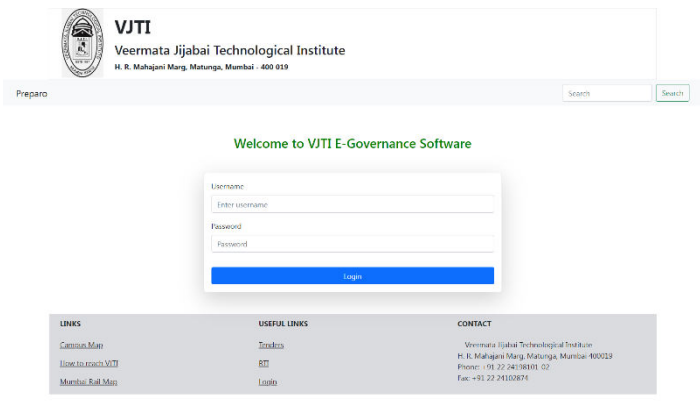 VJTI
Veermata Jijabai Technological Institute
H. R. Mahajani Marg, Matunga, Mumbai - 400 019
Preparo
Search
Search
Welcome to VJTI E-Governance Software
Username
Enter username
Password
Password
Login
LINKS
USEFUL LINKS
CONTACT
Campus Map
Tenders
Veermata Jijabai Technological Institute
H. R. Mahajani Marg, Matunga, Mumbai 400019
How to reach VJTI
RTI
Phone: +91 22 24198101-02
Fax: +91 22 24102874
Mumbai Rail Map
Login